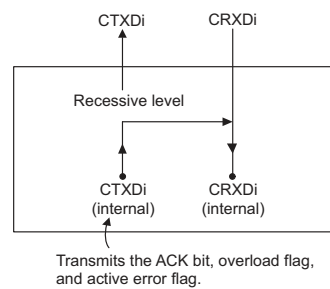 CTXDi CRXDi
Recessive level
CTXDi CRXDi
(internal) (internal)
Transmits the ACK bit, overload flag,
and active error flag.